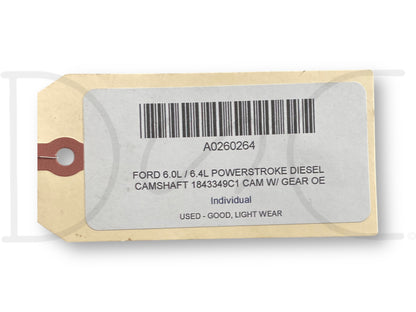 A0260264
FORD 6.0L / 6.4L POWERSTROKE DIESEL
CAMSHAFT 1843349C1 CAM W/ GEAR OE
Individual
USED - GOOD, LIGHT WEAR